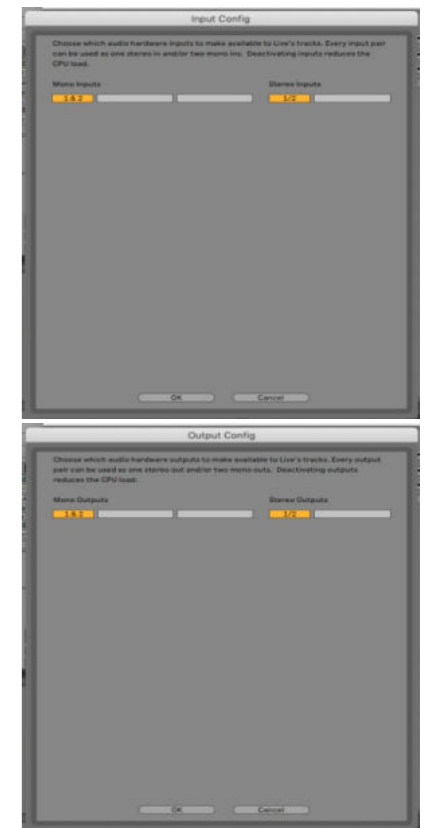 Input Config
Choose which audio hardware inputs to make available to Live's tracks. Every input pair
can be used as one stereo in and/or two mono ins. Deactivating inputs reduces the
CPU load.
Mono Inputs Stereo Inputs
1 & 2 1/2
OK Cancel
Output Config
Choose which audio hardware outputs to make available to Live's tracks. Every output
pair can be used as one stereo out and/or two mono outs. Deactivating outputs
reduces the CPU load.
Mono Outputs Stereo Outputs
1 & 2 1/2
OK Cancel